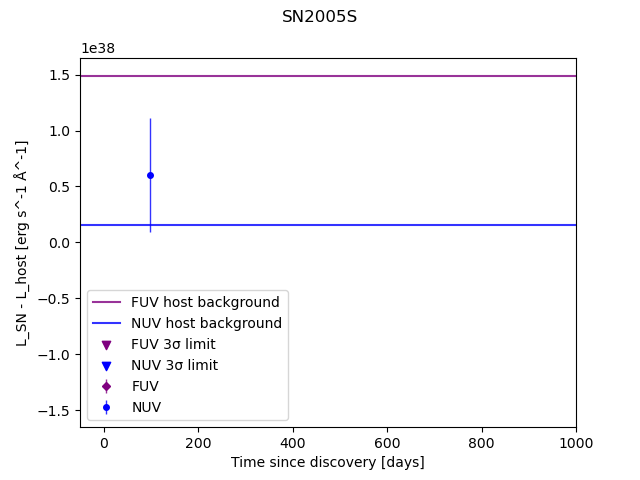 SN2005S
1e38
1.5
1.0
0.5
0.0
−0.5
−1.0
−1.5
L_SN - L_host [erg s^-1 Å^-1]
FUV host background
NUV host background
FUV 3σ limit
NUV 3σ limit
FUV
NUV
0 200 400 600 800 1000
Time since discovery [days]